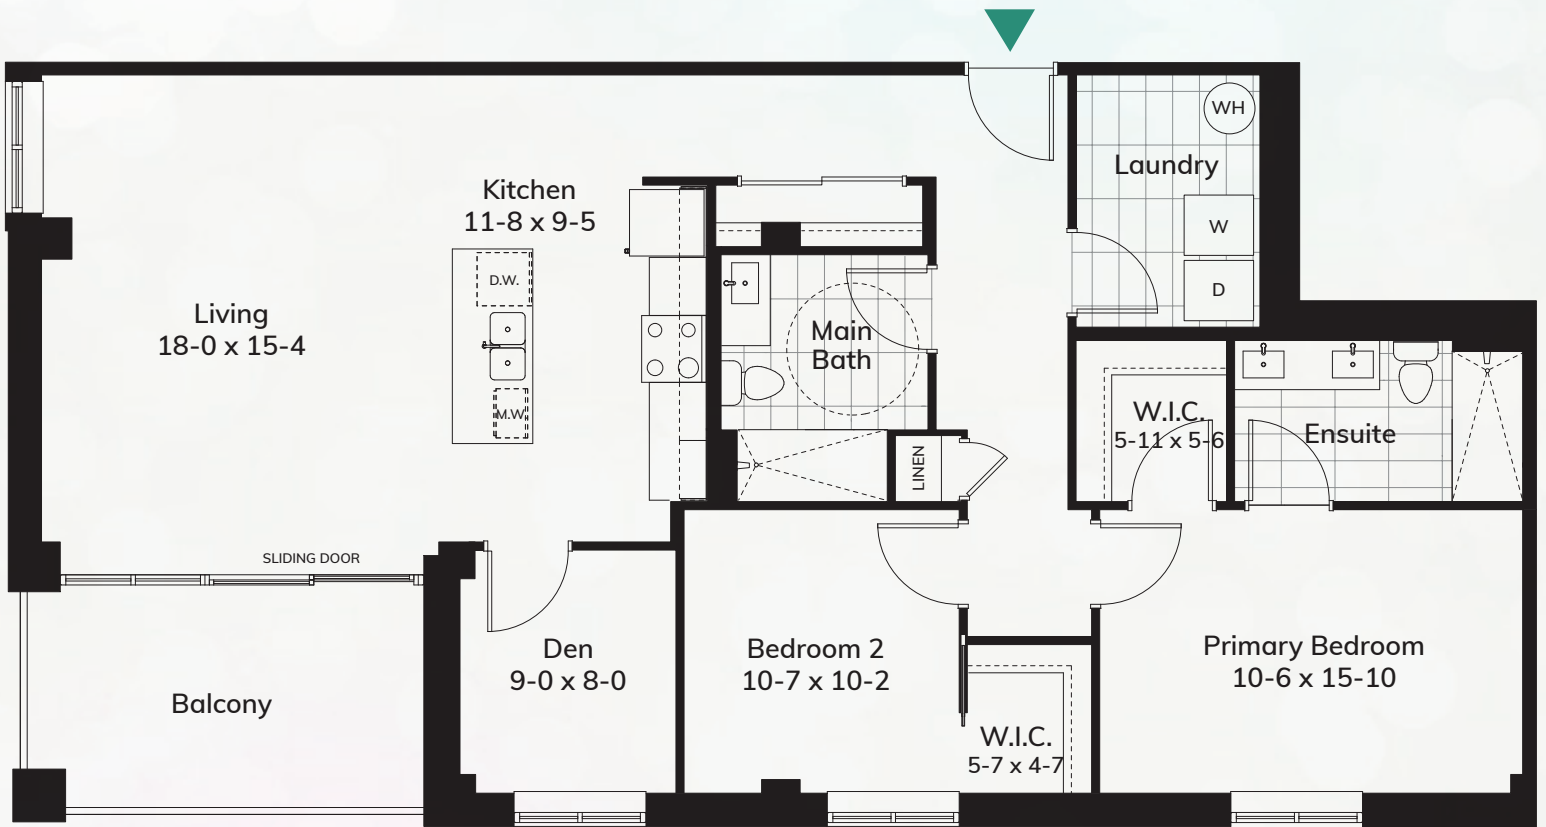 WH
Laundry
W
D
Kitchen
11-8 x 9-5
D.W.
M.W.
Living
18-0 x 15-4
Main
Bath
LINEN
W.I.C.
5-11 x 5-6
Ensuite
SLIDING DOOR
Balcony
Den
9-0 x 8-0
Bedroom 2
10-7 x 10-2
W.I.C.
5-7 x 4-7
Primary Bedroom
10-6 x 15-10